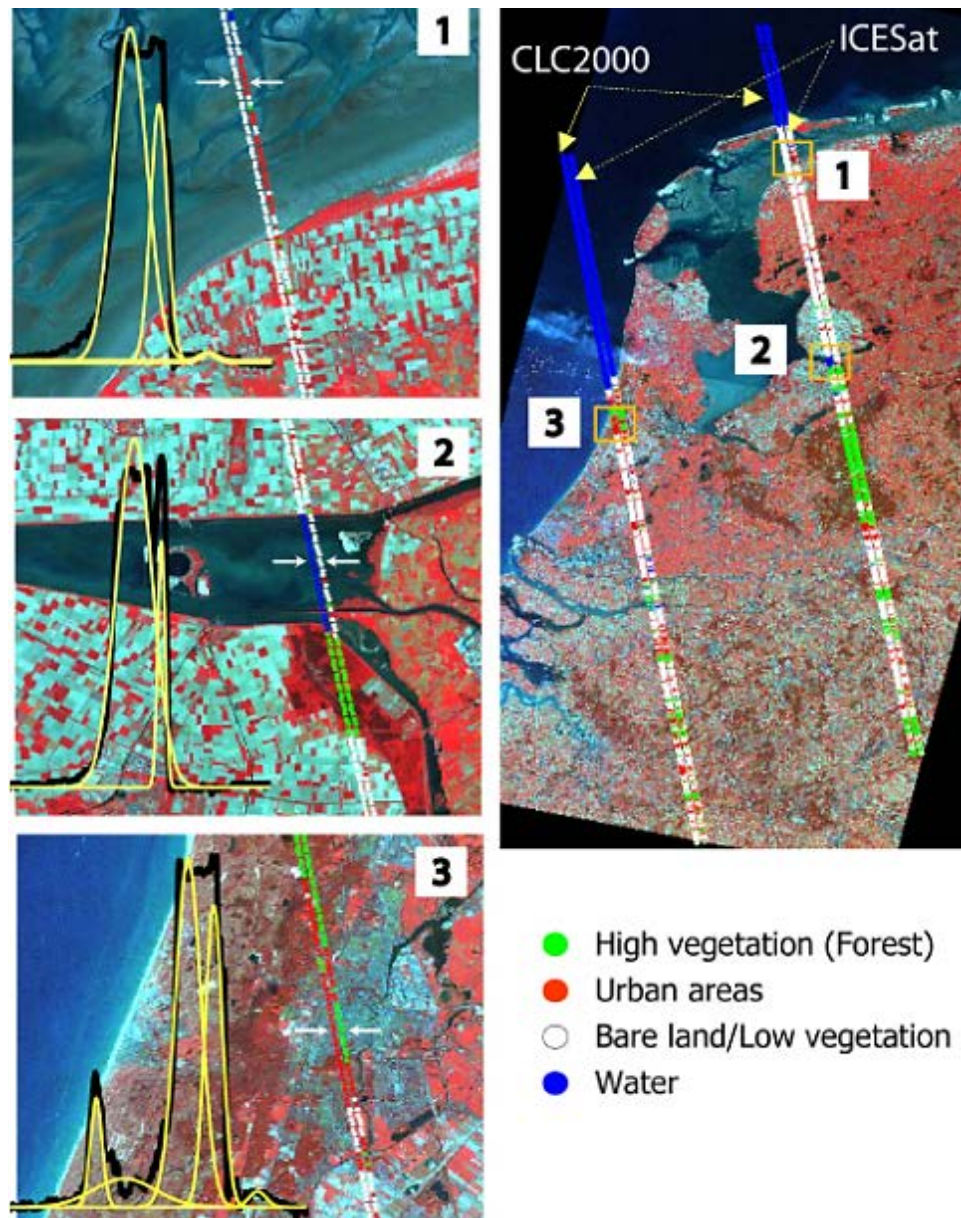 1
2
3
CLC2000
ICESat
1
2
3
High vegetation (Forest)
Urban areas
Bare land/Low vegetation
Water